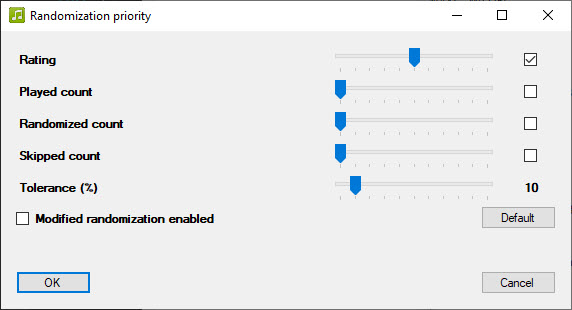 Randomization priority
Rating
Played count
Randomized count
Skipped count
Tolerance (%) 10
Modified randomization enabled Default
OK Cancel